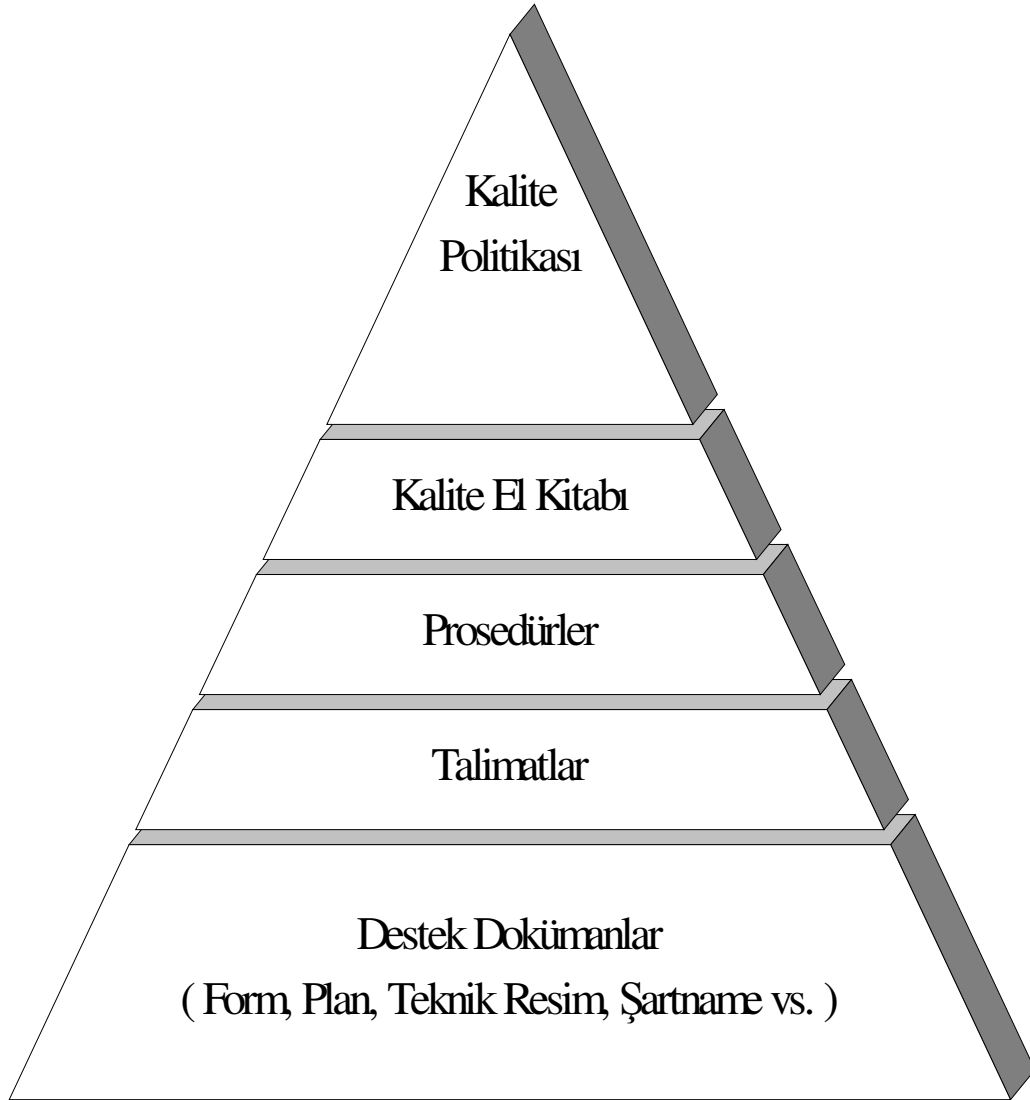 Kalite
Politikası
Kalite El Kitabı
Prosedürler
Talimatlar
Destek Dokümanlar
( Form, Plan, Teknik Resim, Şartname vs. )